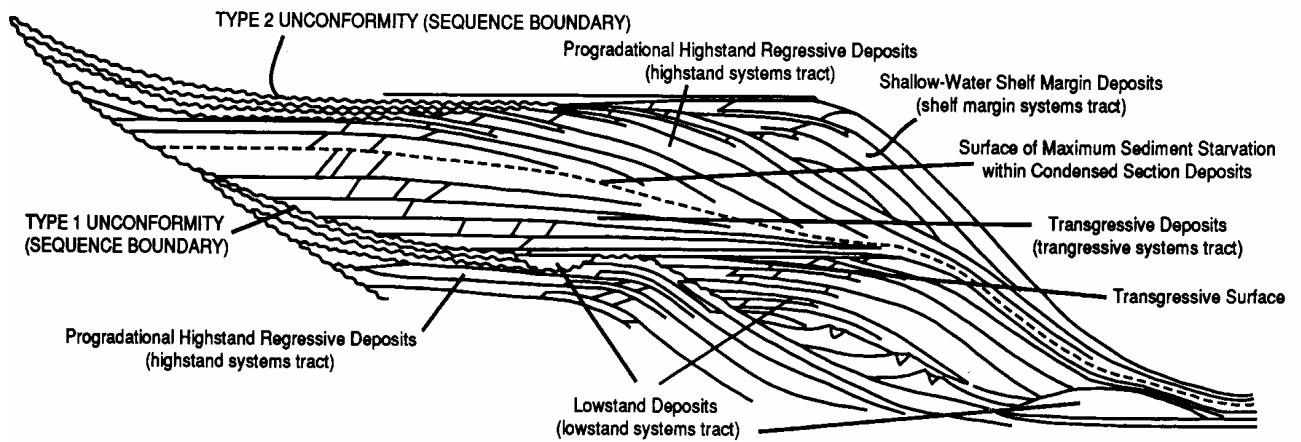 TYPE 2 UNCONFORMITY (SEQUENCE BOUNDARY)
Progradational Highstand Regressive Deposits
(highstand systems tract)
Shallow-Water Shelf Margin Deposits
(shelf margin systems tract)
Surface of Maximum Sediment Starvation
within Condensed Section Deposits
TYPE 1 UNCONFORMITY
(SEQUENCE BOUNDARY)
Transgressive Deposits
(trangressive systems tract)
Transgressive Surface
Progradational Highstand Regressive Deposits
(highstand systems tract)
Lowstand Deposits
(lowstand systems tract)